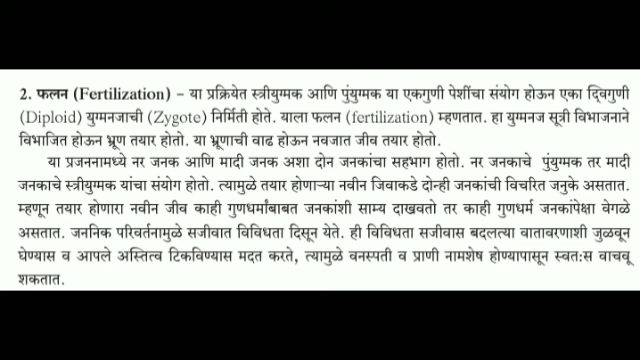 2. फलन (Fertilization) – या प्रक्रियेत स्त्रीयुग्मक आणि पुंयुग्मक या एकगुणी पेशींचा संयोग होऊन एका द्विगुणी
(Diploid) युग्मनजाची (Zygote) निर्मिती होते. याला फलन (fertilization) म्हणतात. हा युग्मनज सूत्री विभाजनाने
विभाजित होऊन भ्रूण तयार होतो. या भ्रूणाची वाढ होऊन नवजात जीव तयार होतो.
या प्रजननामध्ये नर जनक आणि मादी जनक अशा दोन जनकांचा सहभाग होतो. नर जनकाचे पुंयुग्मक तर मादी
जनकाचे स्त्रीयुग्मक यांचा संयोग होतो. त्यामुळे तयार होणाऱ्या नवीन जिवाकडे दोन्ही जनकांची विचरित जनुके असतात.
म्हणून तयार होणारा नवीन जीव काही गुणधर्मांबाबत जनकांशी साम्य दाखवतो तर काही गुणधर्म जनकांपेक्षा वेगळे
असतात. जननिक परिवर्तनामुळे सजीवात विविधता दिसून येते. ही विविधता सजीवास बदलत्या वातावरणाशी जुळवून
घेण्यास व आपले अस्तित्व टिकविण्यास मदत करते, त्यामुळे वनस्पती व प्राणी नामशेष होण्यापासून स्वत:स वाचवू
शकतात.